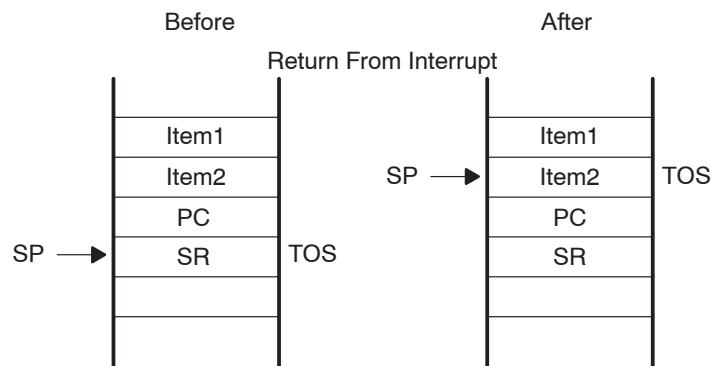 Before
After
Return From Interrupt
Item1
Item2
PC
SP
SR
TOS
Item1
SP
Item2
TOS
PC
SR